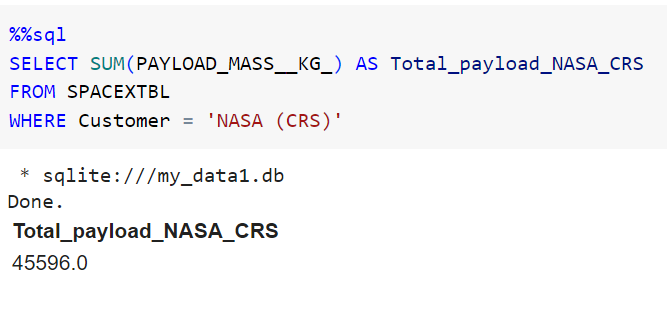 %%sql
SELECT SUM(PAYLOAD_MASS__KG_) AS Total_payload_NASA_CRS
FROM SPACEXTBL
WHERE Customer = 'NASA (CRS)'
* sqlite:///my_data1.db
Done.
Total_payload_NASA_CRS
45596.0